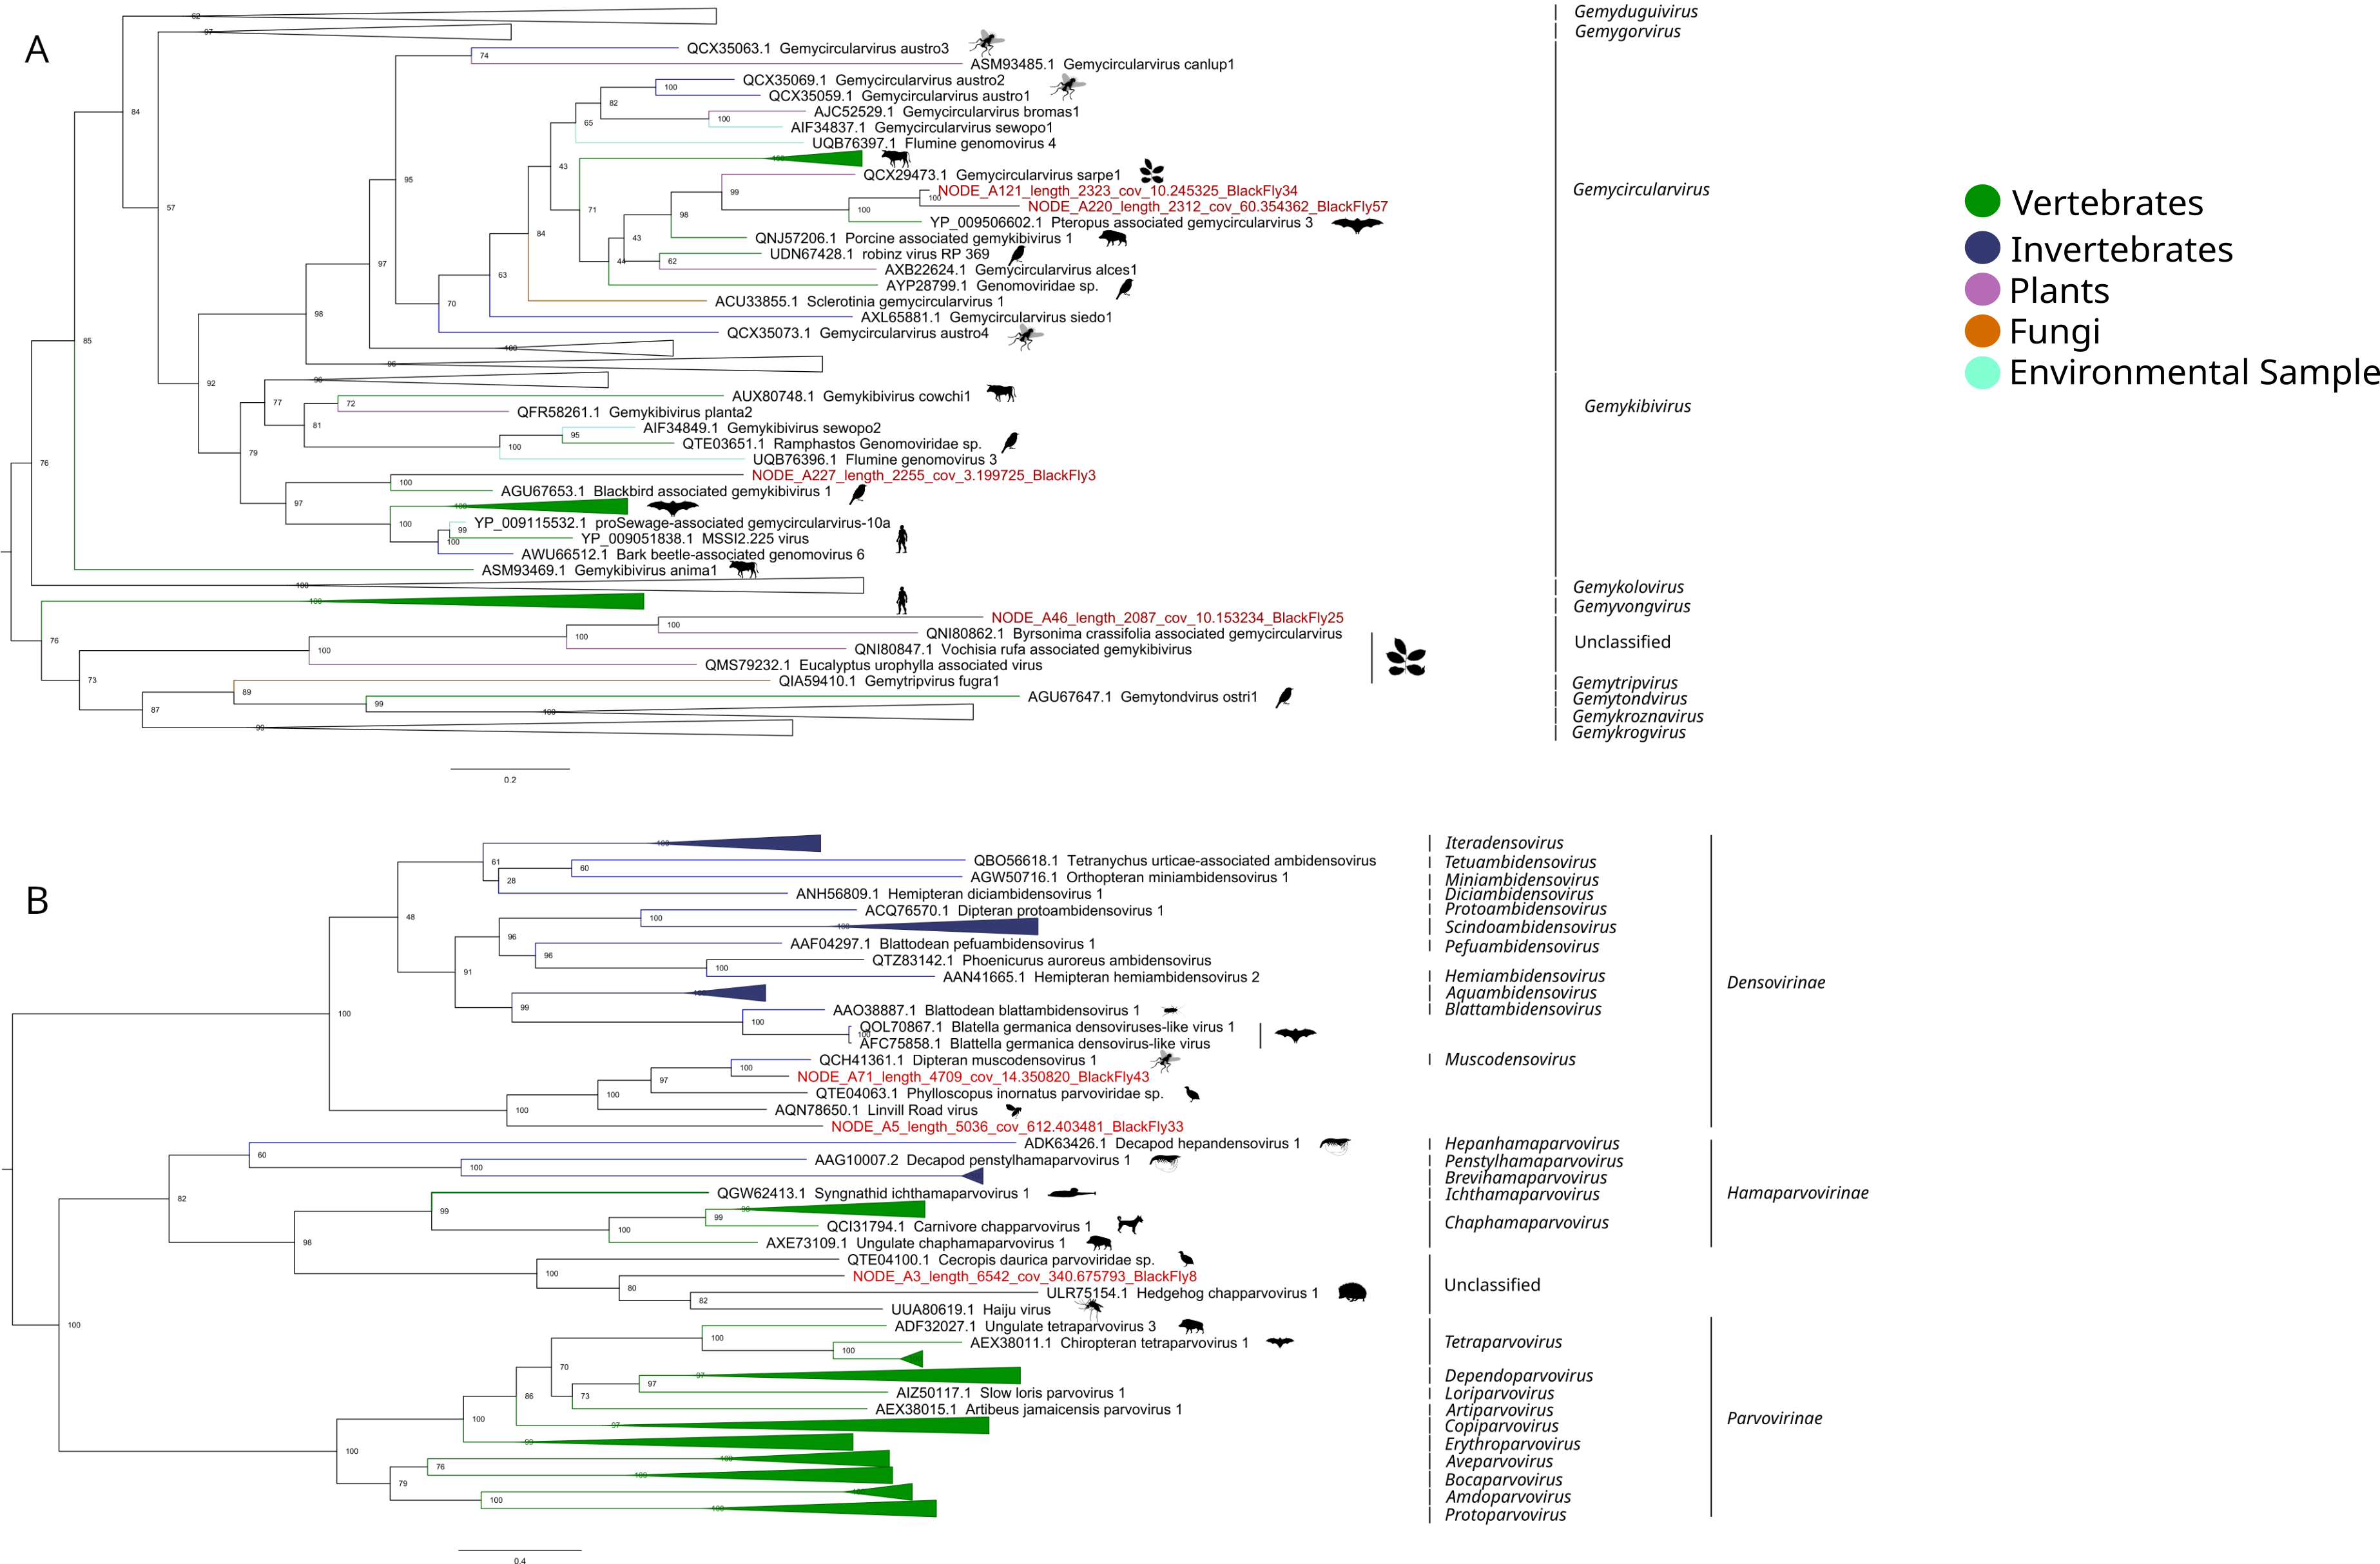 A
62
97
Gemyduguivirus
Gemygorvirus
74
QCX35063.1 Gemycircularvirus austro3
ASM93485.1 Gemycircularvirus canlup1
QCX35069.1 Gemycircularvirus austro2
100
QCX35059.1 Gemycircularvirus austro1
82
84
AJC52529.1 Gemycircularvirus bromas1
100
65
AIF34837.1 Gemycircularvirus sewopo1
UQB76397.1 Flumine genomovirus 4
100
43
QCX29473.1 Gemycircularvirus sarpe1
95
99
NODE_A121_length_2323_cov_10.245325_BlackFly34
100
Gemycircularvirus
57
71
98
100
NODE_A220_length_2312_cov_60.354362_BlackFly57
YP_009506602.1 Pteropus associated gemycircularvirus 3
84
43
QNJ57206.1 Porcine associated gemykibivirus 1
UDN67428.1 robinz virus RP 369
97
44
62
AXB22624.1 Gemycircularvirus alces1
63
AYP28799.1 Genomoviridae sp.
70
ACU33855.1 Sclerotinia gemycircularvirus 1
98
AXL65881.1 Gemycircularvirus siedo1
QCX35073.1 Gemycircularvirus austro4
85
100
96
92
96
77
72
AUX80748.1 Gemykibivirus cowchi1
Gemykibivirus
81
QFR58261.1 Gemykibivirus planta2
95
AIF34849.1 Gemykibivirus sewopo2
100
QTE03651.1 Ramphastos Genomoviridae sp.
79
UQB76396.1 Flumine genomovirus 3
76
100
NODE_A227_length_2255_cov_3.199725_BlackFly3
AGU67653.1 Blackbird associated gemykibivirus 1
97
100
100
99
YP_009115532.1 proSewage-associated gemycircularvirus-10a
100
YP_009051838.1 MSSI2.225 virus
AWU66512.1 Bark beetle-associated genomovirus 6
ASM93469.1 Gemykibivirus anima1
100
Gemykolovirus
100
Gemyvongvirus
NODE_A46_length_2087_cov_10.153234_BlackFly25
100
QNI80862.1 Byrsonima crassifolia associated gemycircularvirus
76
100
Unclassified
100
QNI80847.1 Vochisia rufa associated gemykibivirus
QMS79232.1 Eucalyptus urophylla associated virus
73
QIA59410.1 Gemytripvirus fugra1
Gemytripvirus
89
AGU67647.1 Gemytondvirus ostri1
Gemytondvirus
99
87
100
Gemykroznavirus
99
Gemykrogvirus
0.2
Vertebrates
Invertebrates
Plants
Fungi
Environmental Sample
B
100
Iteradensovirus
61
60
QBO56618.1 Tetranychus urticae-associated ambidensovirus
Tetuambidensovirus
28
AGW50716.1 Orthopteran miniambidensovirus 1
Miniambidensovirus
ANH56809.1 Hemipteran diciambidensovirus 1
Diciambidensovirus
48
ACQ76570.1 Dipteran protoambidensovirus 1
Protoambidensovirus
100
100
Scindoambidensovirus
96
AAF04297.1 Blattodean pefuambidensovirus 1
Pefuambidensovirus
96
QTZ83142.1 Phoenicurus auroreus ambidensovirus
100
91
AAN41665.1 Hemipteran hemiambidensovirus 2
Hemiambidensovirus
Densovirinae
100
Aquambidensovirus
99
AAO38887.1 Blattodean blattambidensovirus 1
Blattambidensovirus
100
100
QOL70867.1 Blatella germanica densoviruses-like virus 1
100
AFC75858.1 Blattella germanica densovirus-like virus
QCH41361.1 Dipteran muscodensovirus 1
Muscodensovirus
100
NODE_A71_length_4709_cov_14.350820_BlackFly43
97
QTE04063.1 Phylloscopus inornatus parvoviridae sp.
100
AQN78650.1 Linvill Road virus
100
NODE_A5_length_5036_cov_612.403481_BlackFly33
ADK63426.1 Decapod hepandensovirus 1
Hepanhamaparvovirus
60
AAG10007.2 Decapod penstylhamaparvovirus 1
Penstylhamaparvovirus
100
Brevihamaparvovirus
82
QGW62413.1 Syngnathid ichthamaparvovirus 1
Ichthamaparvovirus
Hamaparvovirinae
99
98
99
QCI31794.1 Carnivore chapparvovirus 1
Chaphamaparvovirus
100
98
AXE73109.1 Ungulate chaphamaparvovirus 1
QTE04100.1 Cecropis daurica parvoviridae sp.
100
NODE_A3_length_6542_cov_340.675793_BlackFly8
Unclassified
80
ULR75154.1 Hedgehog chapparvovirus 1
82
UUA80619.1 Haiju virus
100
ADF32027.1 Ungulate tetraparvovirus 3
100
AEX38011.1 Chiropteran tetraparvovirus 1
Tetraparvovirus
100
70
97
Dependoparvovirus
97
86
73
AIZ50117.1 Slow loris parvovirus 1
Loriparvovirus
AEX38015.1 Artibeus jamaicensis parvovirus 1
Artiparvovirus
100
97
Copiparvovirus
Parvovirinae
99
Erythroparvovirus
100
100
Aveparvovirus
76
100
Bocaparvovirus
79
Amdoparvovirus
100
100
Protoparvovirus
0.4